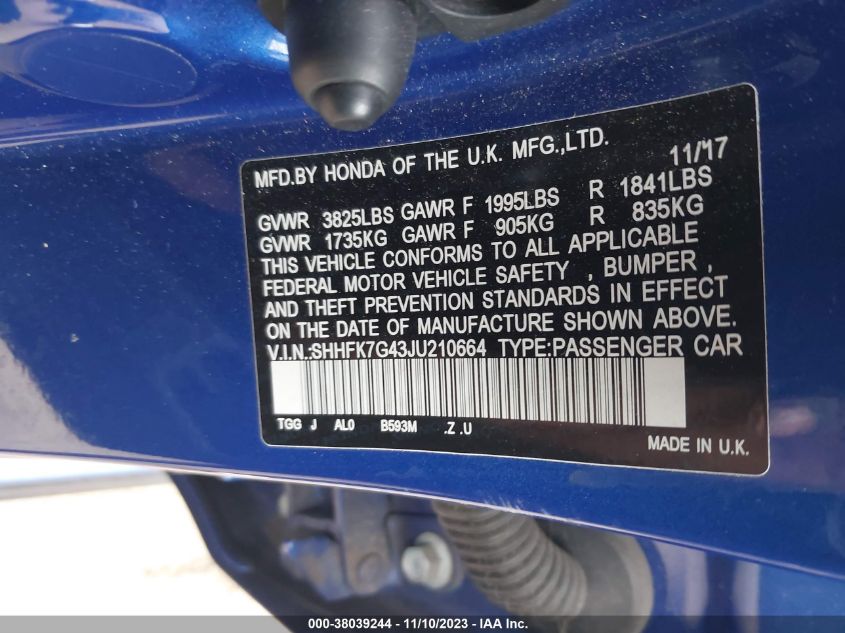 MFD.BY HONDA OF THE U.K. MFG.,LTD. 11/17
GVWR 3825LBS GAWR F 1995LBS R 1841LBS
GVWR 1735KG GAWR F 905KG R 835KG
THIS VEHICLE CONFORMS TO ALL APPLICABLE
FEDERAL MOTOR VEHICLE SAFETY , BUMPER ,
AND THEFT PREVENTION STANDARDS IN EFFECT
ON THE DATE OF MANUFACTURE SHOWN ABOVE.
V.I.N.:SHHFK7G43JU210664 TYPE:PASSENGER CAR
TGG J AL0 B593M .Z .U
MADE IN U.K.
000-38039244 - 11/10/2023 - IAA Inc.